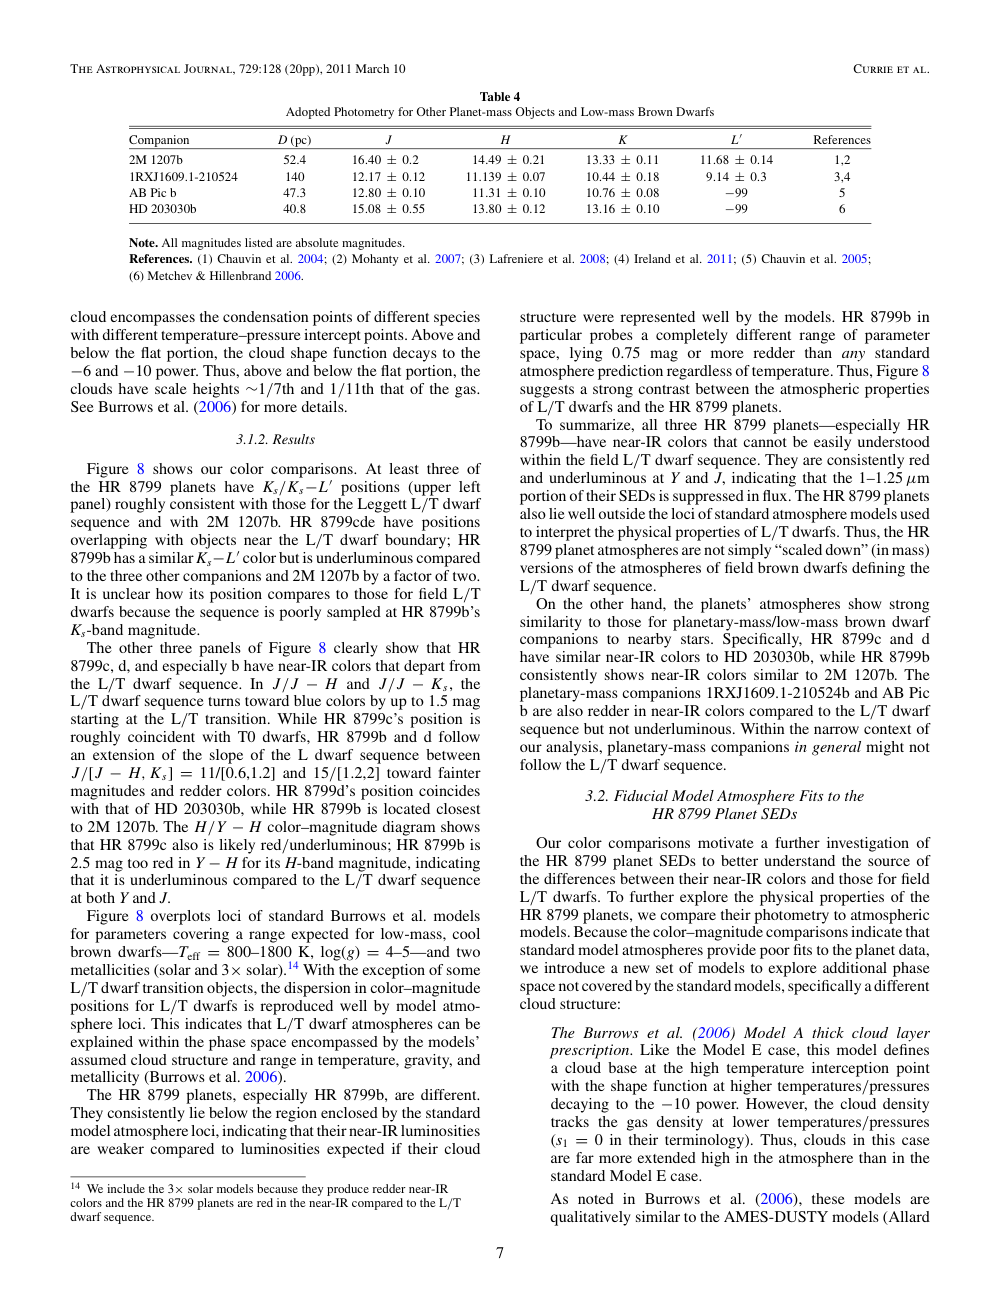 THE ASTROPHYSICAL JOURNAL, 729:128 (20pp), 2011 March 10
CURRIE ET AL.
Table 4
Adopted Photometry for Other Planet-mass Objects and Low-mass Brown Dwarfs
Companion D (pc) J H K L′ References
2M 1207b 52.4 16.40 ± 0.2 14.49 ± 0.21 13.33 ± 0.11 11.68 ± 0.14 1,2
1RXJ1609.1-210524 140 12.17 ± 0.12 11.139 ± 0.07 10.44 ± 0.18 9.14 ± 0.3 3,4
AB Pic b 47.3 12.80 ± 0.10 11.31 ± 0.10 10.76 ± 0.08 −99 5
HD 203030b 40.8 15.08 ± 0.55 13.80 ± 0.12 13.16 ± 0.10 −99 6
Note. All magnitudes listed are absolute magnitudes.
References. (1) Chauvin et al. 2004; (2) Mohanty et al. 2007; (3) Lafreniere et al. 2008; (4) Ireland et al. 2011; (5) Chauvin et al. 2005;
(6) Metchev & Hillenbrand 2006.
cloud encompasses the condensation points of different species
with different temperature–pressure intercept points. Above and
below the flat portion, the cloud shape function decays to the
−6 and −10 power. Thus, above and below the flat portion, the
clouds have scale heights ∼1/7th and 1/11th that of the gas.
See Burrows et al. (2006) for more details.
3.1.2. Results
Figure 8 shows our color comparisons. At least three of
the HR 8799 planets have Ks/Ks−L′ positions (upper left
panel) roughly consistent with those for the Leggett L/T dwarf
sequence and with 2M 1207b. HR 8799cde have positions
overlapping with objects near the L/T dwarf boundary; HR
8799b has a similar Ks−L′ color but is underluminous compared
to the three other companions and 2M 1207b by a factor of two.
It is unclear how its position compares to those for field L/T
dwarfs because the sequence is poorly sampled at HR 8799b's
Ks-band magnitude.
The other three panels of Figure 8 clearly show that HR
8799c, d, and especially b have near-IR colors that depart from
the L/T dwarf sequence. In J/J − H and J/J − Ks, the
L/T dwarf sequence turns toward blue colors by up to 1.5 mag
starting at the L/T transition. While HR 8799c's position is
roughly coincident with T0 dwarfs, HR 8799b and d follow
an extension of the slope of the L dwarf sequence between
J/[J − H, Ks] = 11/[0.6,1.2] and 15/[1.2,2] toward fainter
magnitudes and redder colors. HR 8799d's position coincides
with that of HD 203030b, while HR 8799b is located closest
to 2M 1207b. The H/Y − H color–magnitude diagram shows
that HR 8799c also is likely red/underluminous; HR 8799b is
2.5 mag too red in Y − H for its H-band magnitude, indicating
that it is underluminous compared to the L/T dwarf sequence
at both Y and J.
Figure 8 overplots loci of standard Burrows et al. models
for parameters covering a range expected for low-mass, cool
brown dwarfs—Teff = 800–1800 K, log(g) = 4–5—and two
metallicities (solar and 3× solar).14 With the exception of some
L/T dwarf transition objects, the dispersion in color–magnitude
positions for L/T dwarfs is reproduced well by model atmo-
sphere loci. This indicates that L/T dwarf atmospheres can be
explained within the phase space encompassed by the models'
assumed cloud structure and range in temperature, gravity, and
metallicity (Burrows et al. 2006).
The HR 8799 planets, especially HR 8799b, are different.
They consistently lie below the region enclosed by the standard
model atmosphere loci, indicating that their near-IR luminosities
are weaker compared to luminosities expected if their cloud
14 We include the 3× solar models because they produce redder near-IR
colors and the HR 8799 planets are red in the near-IR compared to the L/T
dwarf sequence.
structure were represented well by the models. HR 8799b in
particular probes a completely different range of parameter
space, lying 0.75 mag or more redder than any standard
atmosphere prediction regardless of temperature. Thus, Figure 8
suggests a strong contrast between the atmospheric properties
of L/T dwarfs and the HR 8799 planets.
To summarize, all three HR 8799 planets—especially HR
8799b—have near-IR colors that cannot be easily understood
within the field L/T dwarf sequence. They are consistently red
and underluminous at Y and J, indicating that the 1–1.25 μm
portion of their SEDs is suppressed in flux. The HR 8799 planets
also lie well outside the loci of standard atmosphere models used
to interpret the physical properties of L/T dwarfs. Thus, the HR
8799 planet atmospheres are not simply “scaled down” (in mass)
versions of the atmospheres of field brown dwarfs defining the
L/T dwarf sequence.
On the other hand, the planets' atmospheres show strong
similarity to those for planetary-mass/low-mass brown dwarf
companions to nearby stars. Specifically, HR 8799c and d
have similar near-IR colors to HD 203030b, while HR 8799b
consistently shows near-IR colors similar to 2M 1207b. The
planetary-mass companions 1RXJ1609.1-210524b and AB Pic
b are also redder in near-IR colors compared to the L/T dwarf
sequence but not underluminous. Within the narrow context of
our analysis, planetary-mass companions in general might not
follow the L/T dwarf sequence.
3.2. Fiducial Model Atmosphere Fits to the
HR 8799 Planet SEDs
Our color comparisons motivate a further investigation of
the HR 8799 planet SEDs to better understand the source of
the differences between their near-IR colors and those for field
L/T dwarfs. To further explore the physical properties of the
HR 8799 planets, we compare their photometry to atmospheric
models. Because the color–magnitude comparisons indicate that
standard model atmospheres provide poor fits to the planet data,
we introduce a new set of models to explore additional phase
space not covered by the standard models, specifically a different
cloud structure:
The Burrows et al. (2006) Model A thick cloud layer
prescription. Like the Model E case, this model defines
a cloud base at the high temperature interception point
with the shape function at higher temperatures/pressures
decaying to the −10 power. However, the cloud density
tracks the gas density at lower temperatures/pressures
(s1 = 0 in their terminology). Thus, clouds in this case
are far more extended high in the atmosphere than in the
standard Model E case.
As noted in Burrows et al. (2006), these models are
qualitatively similar to the AMES-DUSTY models (Allard
7